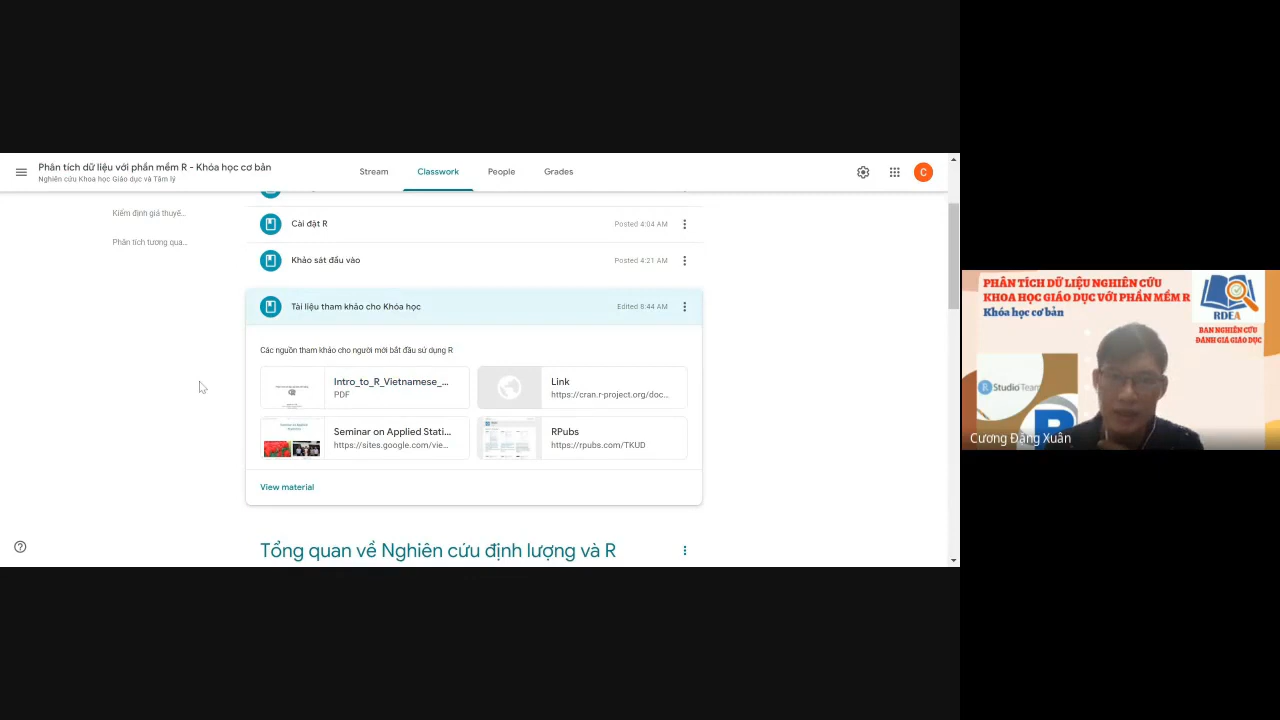 Phân tích dữ liệu với phần mềm R - Khóa học cơ bản
Nghiên cứu Khoa học Giáo dục và Tâm lý
Stream
Classwork
People
Grades
C
Kiểm định giả thuyế...
Phân tích tương qua...
Cài đặt R
Posted 4:04 AM
Khảo sát đầu vào
Posted 4:21 AM
Tài liệu tham khảo cho Khóa học
Edited 8:44 AM
Các nguồn tham khảo cho người mới bắt đầu sử dụng R
Intro_to_R_Vietnamese_...
PDF
Link
https://cran.r-project.org/doc...
Seminar on Applied Stati...
https://sites.google.com/vie...
RPubs
https://rpubs.com/TKUD
View material
Tổng quan về Nghiên cứu định lượng và R
PHÂN TÍCH DỮ LIỆU NGHIÊN CỨU
KHOA HỌC GIÁO DỤC VỚI PHẦN MỀM R
Khóa học cơ bản
RDEA
BAN NGHIÊN CỨU
ĐÁNH GIÁ GIÁO DỤC
R Studio Team
Cương Đặng Xuân